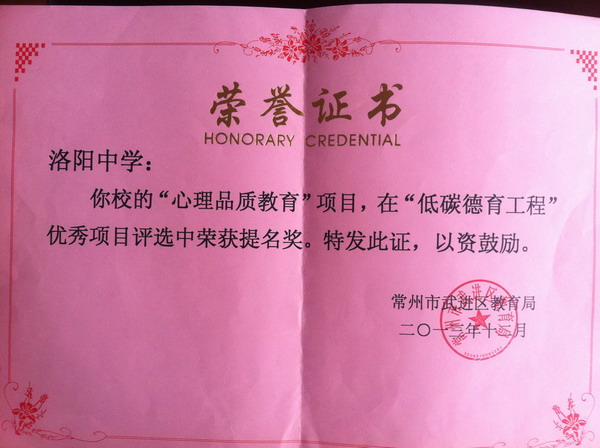 荣誉证书
HONORARY CREDENTIAL
洛阳中学：
你校的“心理品质教育”项目，在“低碳德育工程”
优秀项目评选中荣获提名奖。特发此证，以资鼓励。
常州市武进区教育局
二〇一三年十二月